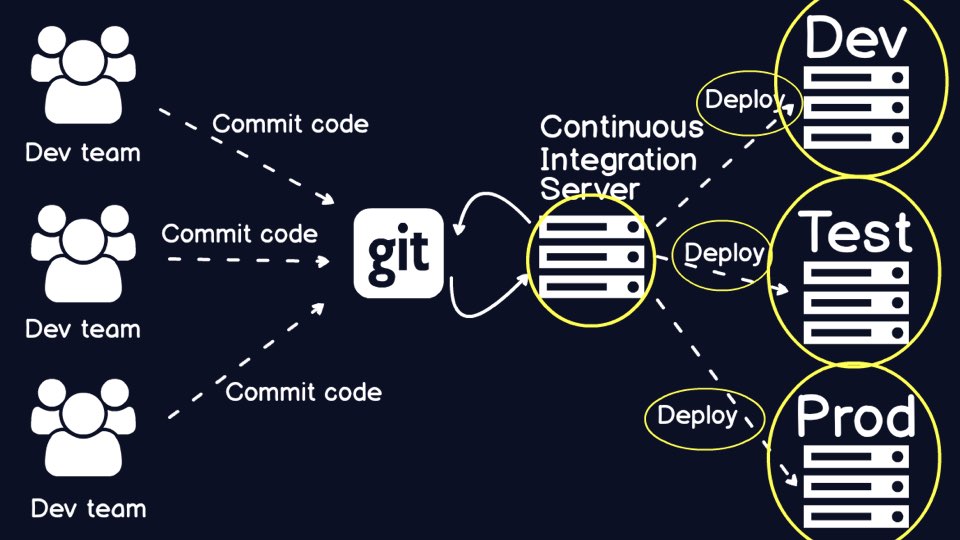 Dev team
Commit code
Dev team
Commit code
Dev team
Commit code
git
Continuous
Integration
Server
Deploy
Dev
Deploy
Test
Deploy
Prod